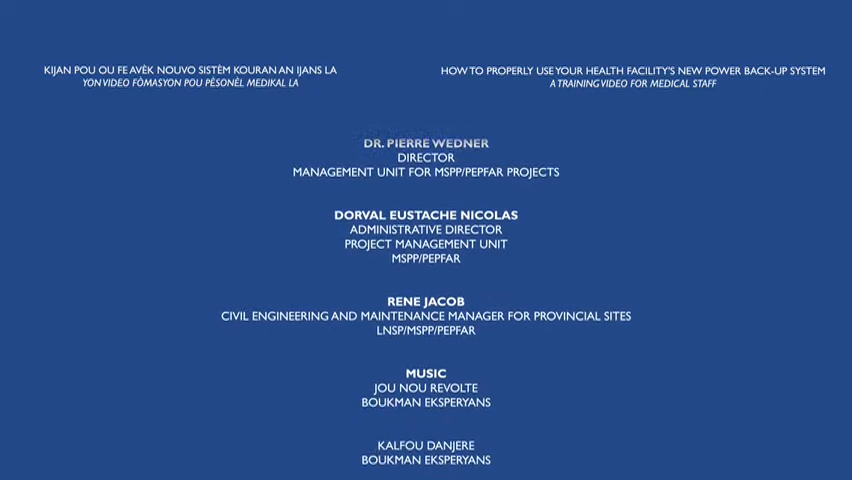 KIJAN POU OU FE AVÈK NOUVO SISTÈM KOURAN AN IJANS LA
YON VIDEO FÒMASYON POU PÈSONÈL MEDIKAL LA
HOW TO PROPERLY USE YOUR HEALTH FACILITY'S NEW POWER BACK-UP SYSTEM
A TRAINING VIDEO FOR MEDICAL STAFF
DR. PIERRE WEDNER
DIRECTOR
MANAGEMENT UNIT FOR MSPP/PEPFAR PROJECTS
DORVAL EUSTACHE NICOLAS
ADMINISTRATIVE DIRECTOR
PROJECT MANAGEMENT UNIT
MSPP/PEPFAR
RENE JACOB
CIVIL ENGINEERING AND MAINTENANCE MANAGER FOR PROVINCIAL SITES
LNSP/MSPP/PEPFAR
MUSIC
JOU NOU REVOLTE
BOUKMAN EKSPERYANS
KALFOU DANJERE
BOUKMAN EKSPERYANS